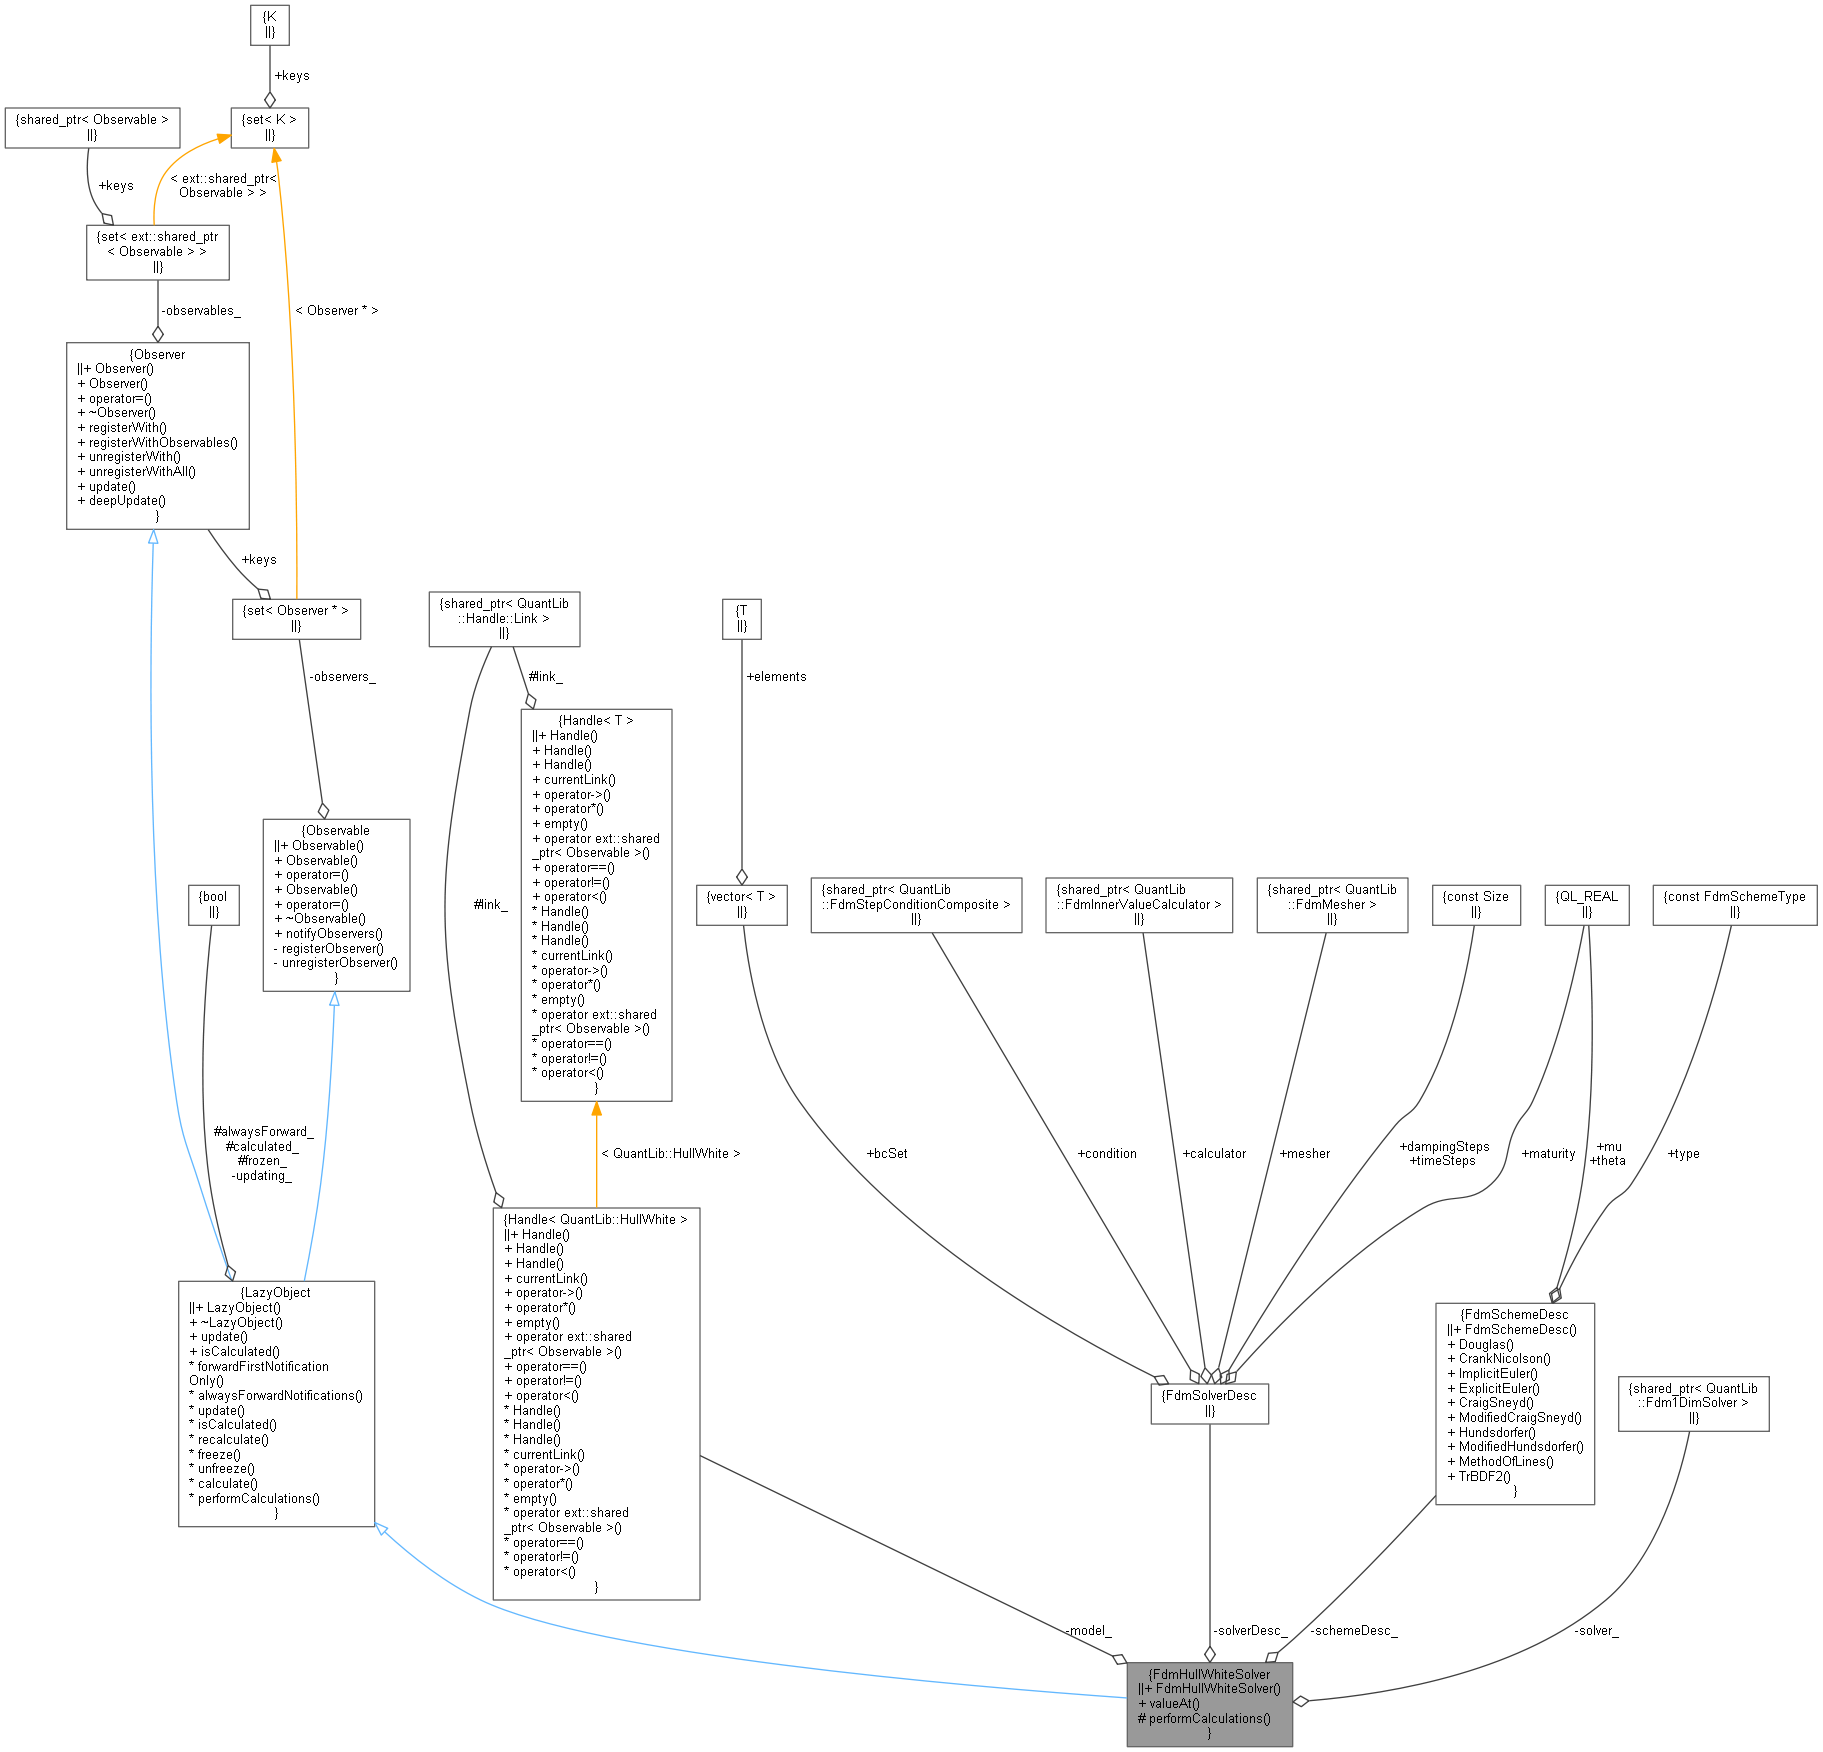 {K
||}
+keys
{shared_ptr< Observable >
||}
{set< K >
||}
+keys
< ext::shared_ptr<
Observable > >
{set< ext::shared_ptr
< Observable > >
||}
-observables_
< Observer * >
{Observer
||+ Observer()
+ Observer()
+ operator=()
+ ~Observer()
+ registerWith()
+ registerWithObservables()
+ unregisterWith()
+ unregisterWithAll()
+ update()
+ deepUpdate()
}
+keys
{set< Observer * >
||}
{shared_ptr< QuantLib
::Handle::Link >
||}
{T
||}
-observers_
#link_
+elements
{Handle< T >
||+ Handle()
+ Handle()
+ Handle()
+ currentLink()
+ operator->()
+ operator*()
+ empty()
+ operator ext::shared
_ptr< Observable >()
+ operator==()
+ operator!=()
+ operator<()
* Handle()
* Handle()
* Handle()
* currentLink()
* operator->()
* operator*()
* empty()
* operator ext::shared
_ptr< Observable >()
* operator==()
* operator!=()
* operator<()
}
{Observable
||+ Observable()
+ Observable()
+ operator=()
+ Observable()
+ operator=()
+ ~Observable()
+ notifyObservers()
- registerObserver()
- unregisterObserver()
}
{bool
||}
#link_
{vector< T >
||}
{shared_ptr< QuantLib
::FdmStepConditionComposite >
||}
{shared_ptr< QuantLib
::FdmInnerValueCalculator >
||}
{shared_ptr< QuantLib
::FdmMesher >
||}
{const Size
||}
{QL_REAL
||}
{const FdmSchemeType
||}
#alwaysForward_
#calculated_
#frozen_
-updating_
< QuantLib::HullWhite >
+bcSet
+condition
+calculator
+mesher
+dampingSteps
+timeSteps
+maturity
+mu
+theta
+type
{Handle< QuantLib::HullWhite >
||+ Handle()
+ Handle()
+ Handle()
+ currentLink()
+ operator->()
+ operator*()
+ empty()
+ operator ext::shared
_ptr< Observable >()
+ operator==()
+ operator!=()
+ operator<()
* Handle()
* Handle()
* Handle()
* currentLink()
* operator->()
* operator*()
* empty()
* operator ext::shared
_ptr< Observable >()
* operator==()
* operator!=()
* operator<()
}
{LazyObject
||+ LazyObject()
+ ~LazyObject()
+ update()
+ isCalculated()
* forwardFirstNotification
Only()
* alwaysForwardNotifications()
* update()
* isCalculated()
* recalculate()
* freeze()
* unfreeze()
* calculate()
* performCalculations()
}
{FdmSolverDesc
||}
{FdmSchemeDesc
||+ FdmSchemeDesc()
+ Douglas()
+ CrankNicolson()
+ ImplicitEuler()
+ ExplicitEuler()
+ CraigSneyd()
+ ModifiedCraigSneyd()
+ Hundsdorfer()
+ ModifiedHundsdorfer()
+ MethodOfLines()
+ TrBDF2()
}
{shared_ptr< QuantLib
::Fdm1DimSolver >
||}
-model_
-solverDesc_
-schemeDesc_
-solver_
{FdmHullWhiteSolver
||+ FdmHullWhiteSolver()
+ valueAt()
# performCalculations()
}